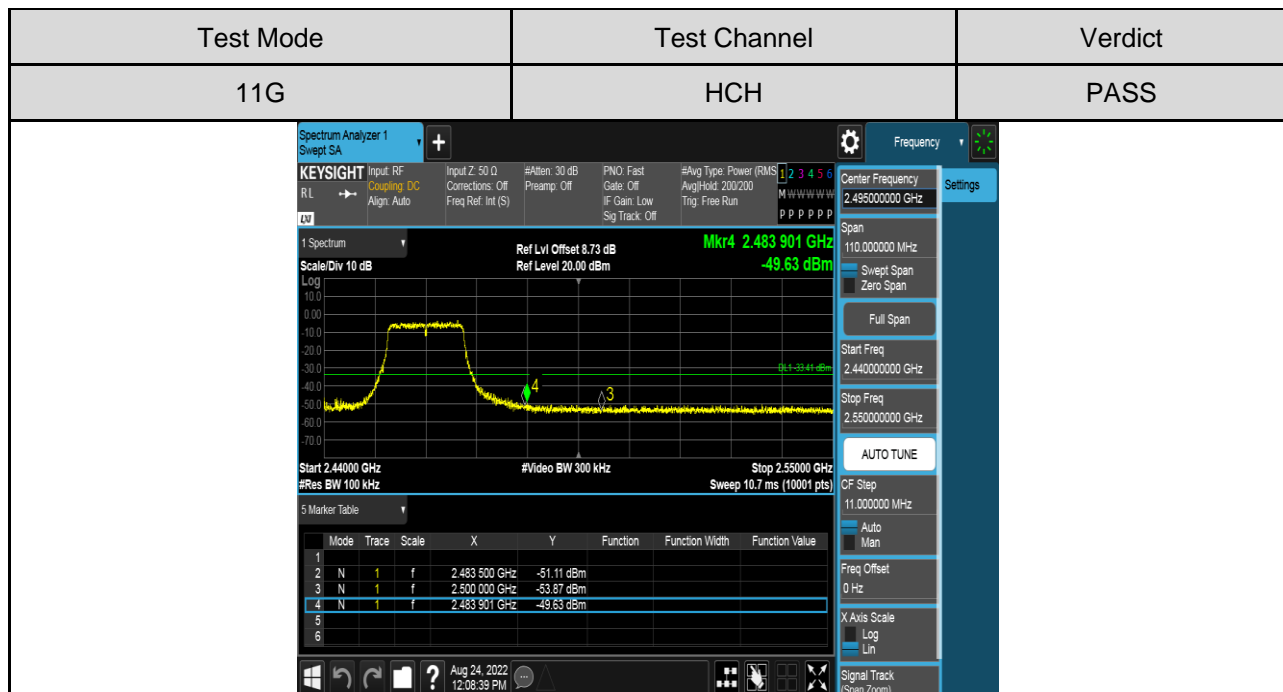 Test Mode Test Channel Verdict
11G HCH PASS
Spectrum Analyzer 1
Swept SA
+
Frequency
KEYSIGHT Input: RF Input Z: 50 Ω #Atten: 30 dB PNO: Fast #Avg Type: Power (RMS 1 2 3 4 5 6
RL Coupling: DC Corrections: Off Preamp: Off Gate: Off Avg|Hold: 200/200 M W W W W W
Align: Auto Freq Ref: Int (S) IF Gain: Low Trig: Free Run
Sig Track: Off P P P P P P
LXI
Settings
1 Spectrum
Ref Lvl Offset 8.73 dB Mkr4 2.483 901 GHz
Scale/Div 10 dB Ref Level 20.00 dBm -49.63 dBm
Log
10.0
0.00
-10.0
-20.0
-30.0
-40.0
-50.0
-60.0
-70.0
DL1 -33.41 dBm
4
3
Start 2.44000 GHz #Video BW 300 kHz Stop 2.55000 GHz
#Res BW 100 kHz Sweep 10.7 ms (10001 pts)
5 Marker Table
Mode Trace Scale X Y Function Function Width Function Value
1
2 N 1 f 2.483 500 GHz -51.11 dBm
3 N 1 f 2.500 000 GHz -53.87 dBm
4 N 1 f 2.483 901 GHz -49.63 dBm
5
6
?
Aug 24, 2022
12:08:39 PM
Center Frequency
2.495000000 GHz
Span
110.000000 MHz
Swept Span
Zero Span
Full Span
Start Freq
2.440000000 GHz
Stop Freq
2.550000000 GHz
AUTO TUNE
CF Step
11.000000 MHz
Auto
Man
Freq Offset
0 Hz
X Axis Scale
Log
Lin
Signal Track
(Span Zoom)